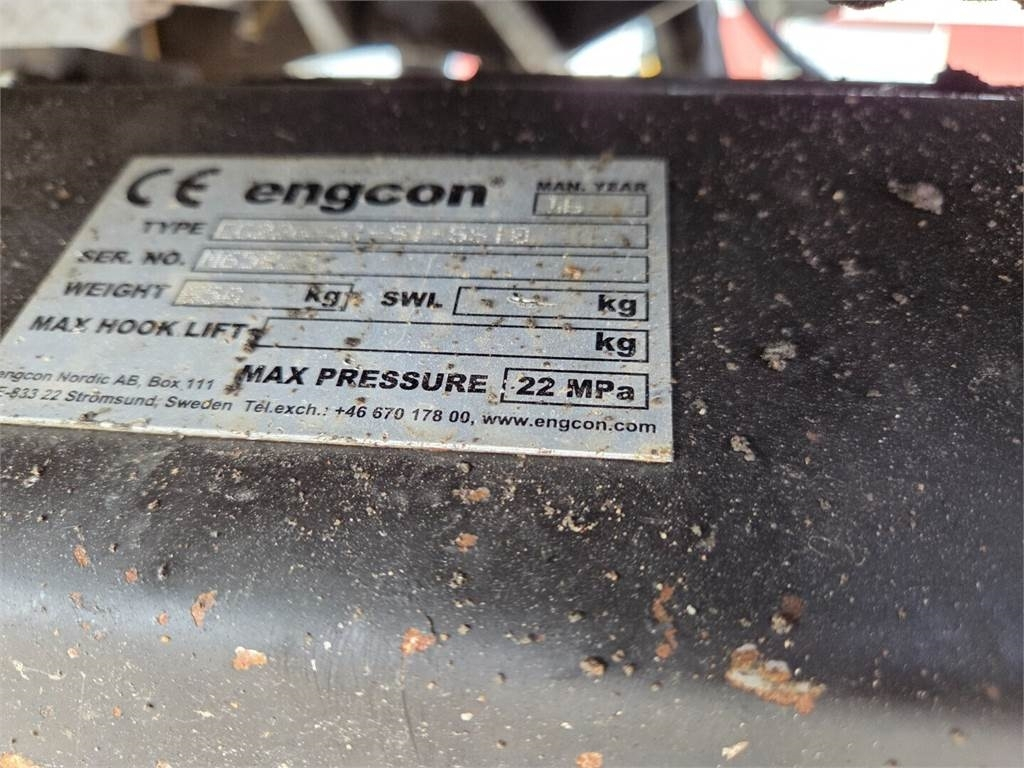 CE engcon® MAN. YEAR
TYPE
SER. NO.
WEIGHT kg SWL kg
MAX HOOK LIFT kg
MAX PRESSURE 22 MPa
engcon Nordic AB, Box 111
SE-833 22 Strömsund, Sweden Tel.exch.: +46 670 178 00, www.engcon.com